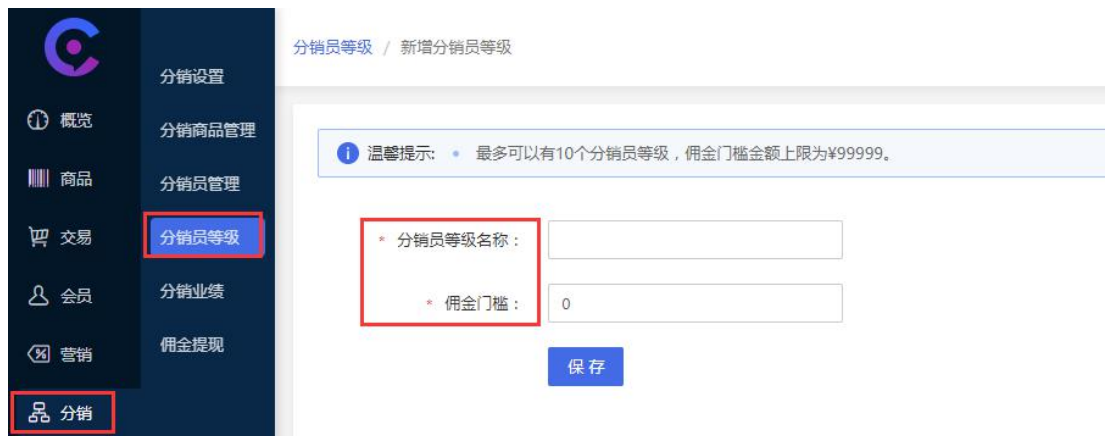 分销员等级 / 新增分销员等级
概览
商品
交易
会员
营销
分销
分销设置
分销商品管理
分销员管理
分销员等级
分销业绩
佣金提现
温馨提示: • 最多可以有10个分销员等级，佣金门槛金额上限为¥99999。
* 分销员等级名称：
* 佣金门槛： 0
保存